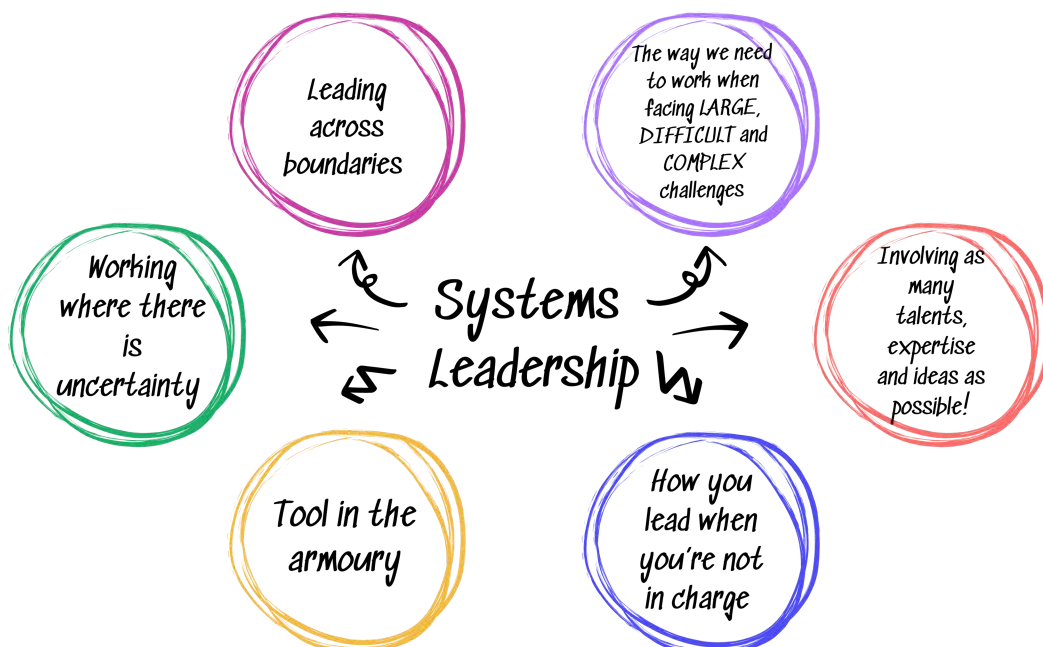 Leading
across
boundaries
The way we need
to work when
facing LARGE,
DIFFICULT and
COMPLEX
challenges
Working
where there
is
uncertainty
Systems
Leadership
Involving as
many
talents,
expertise
and ideas as
possible!
Tool in the
armoury
How you
lead when
you're not
in charge